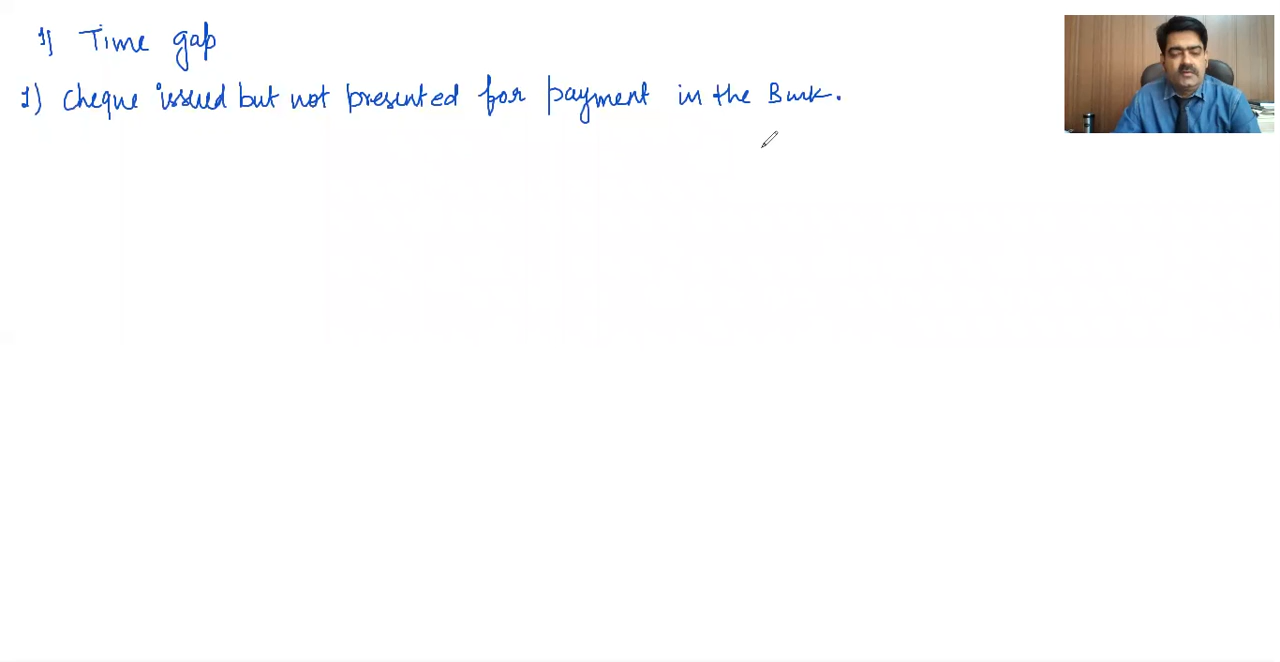 1) Time gap
1) Cheque issued but not presented for payment in the Bank.